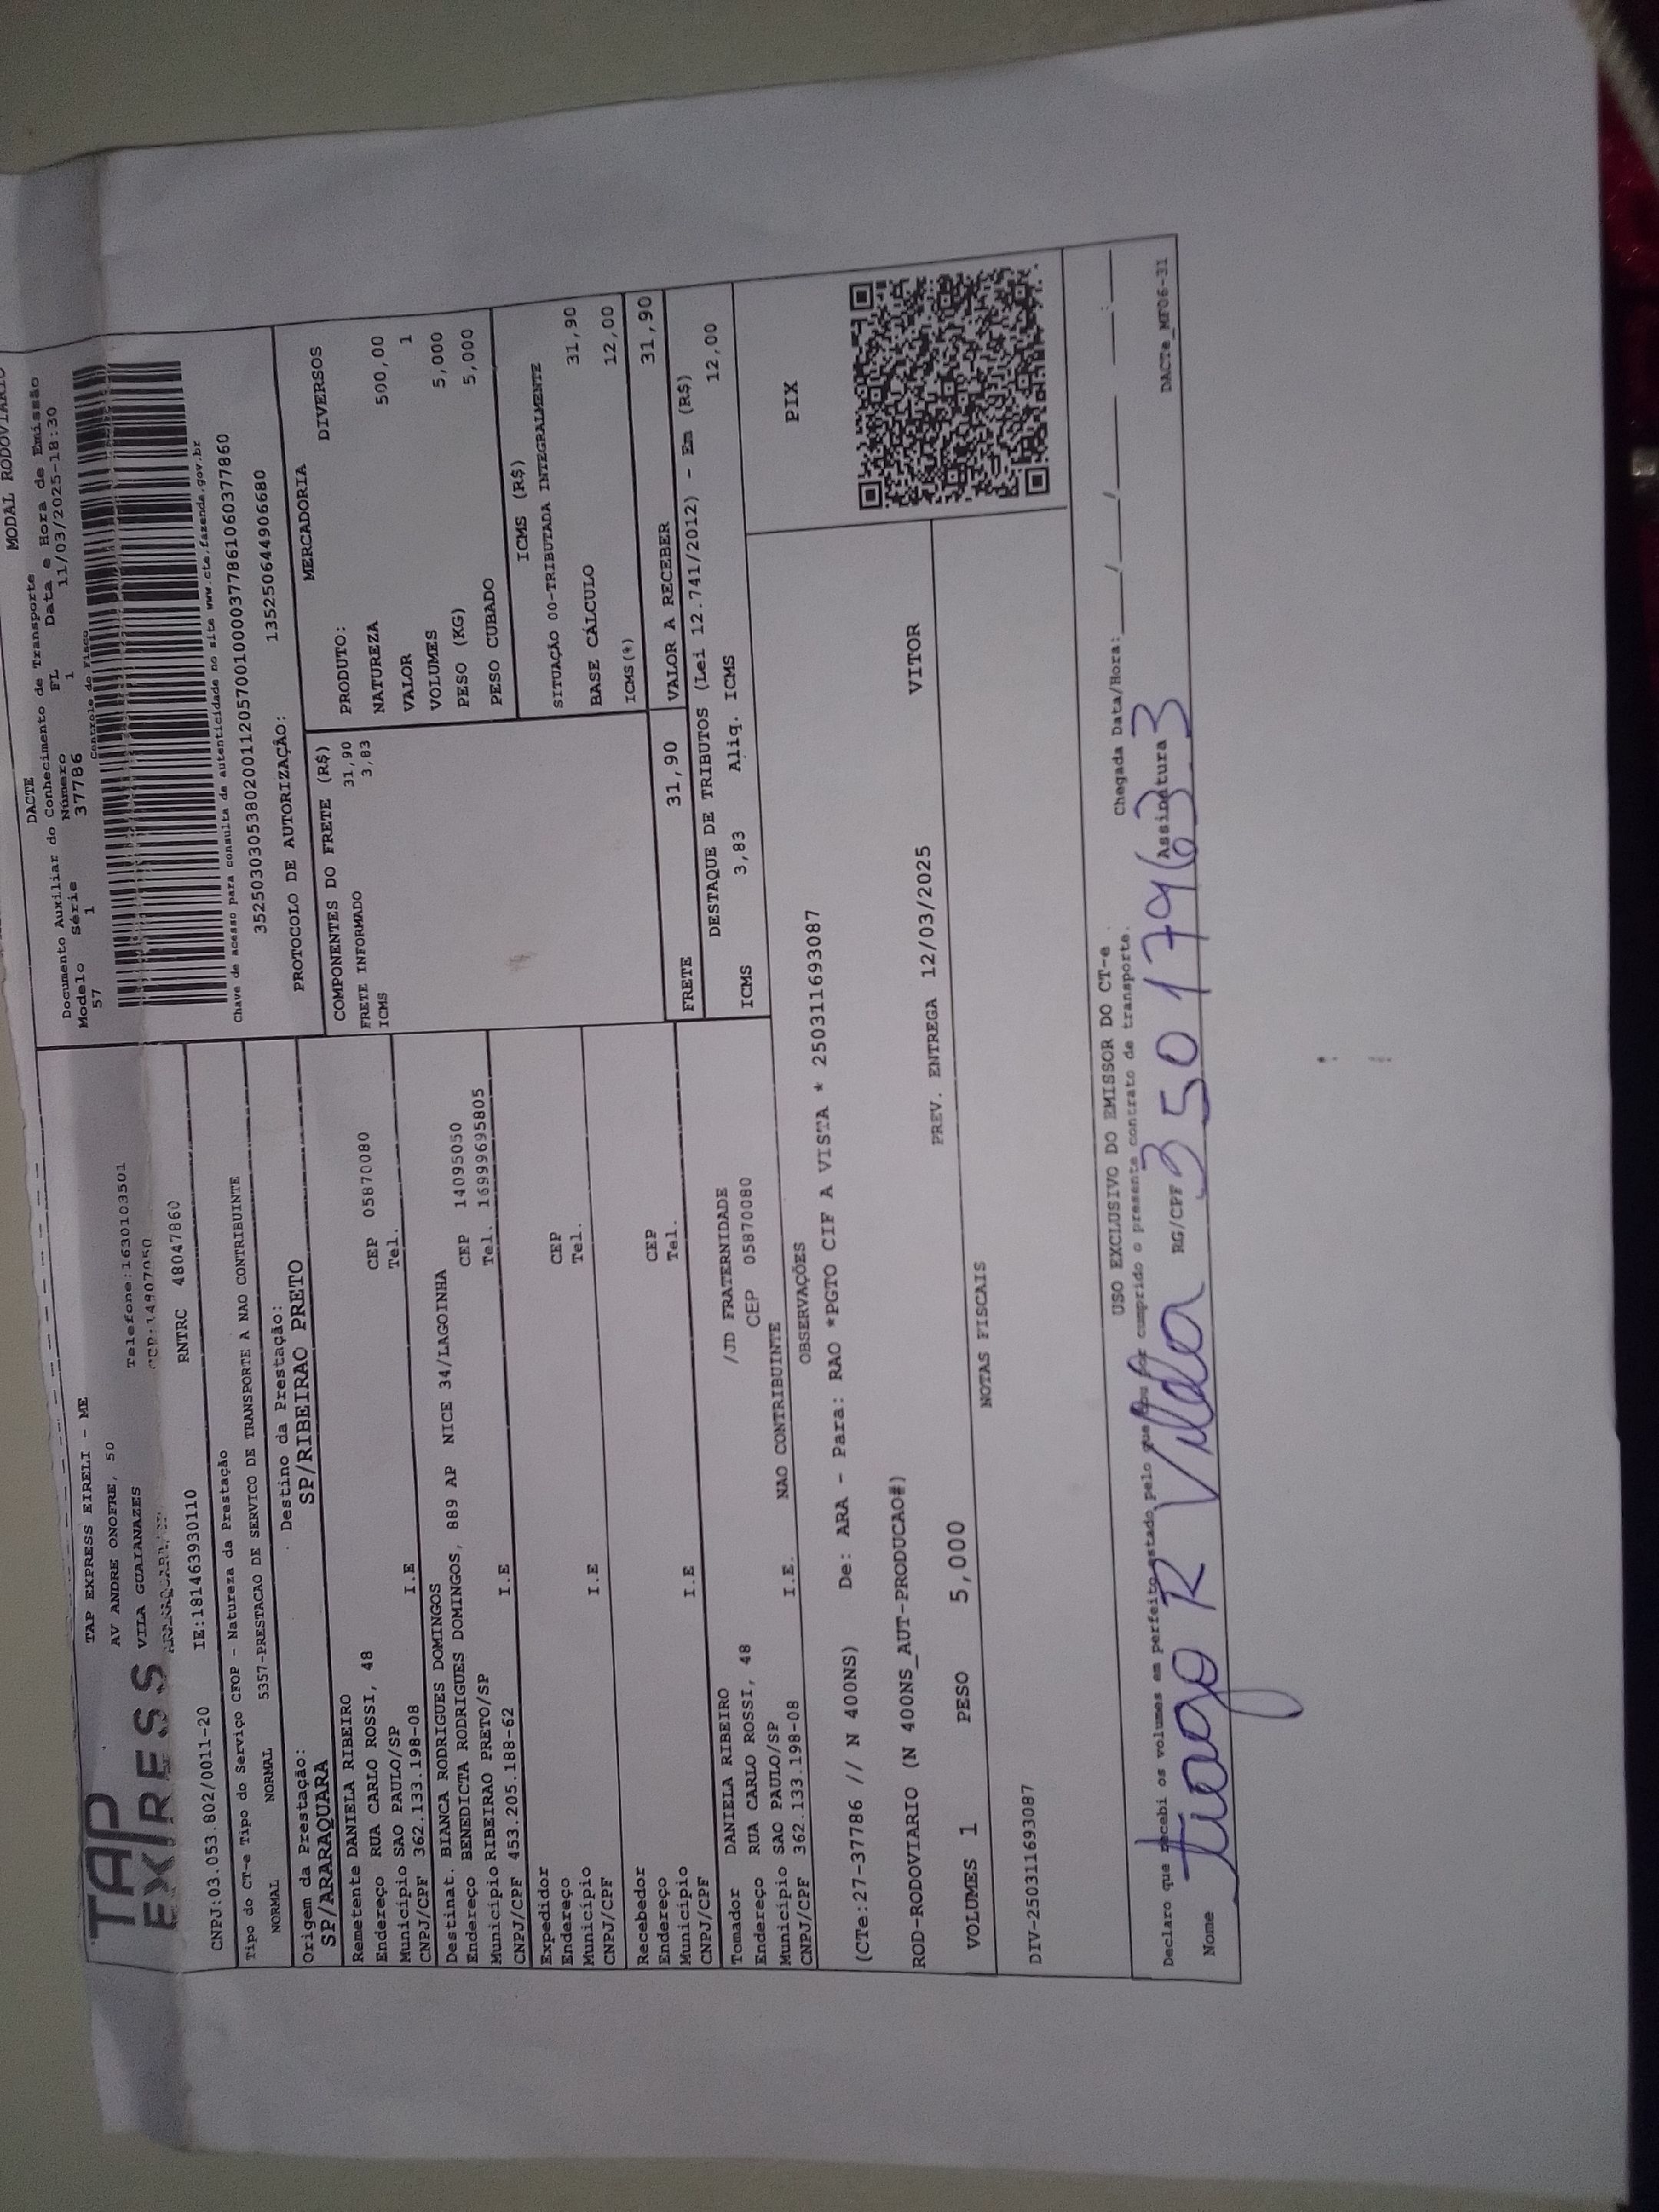 MODAL RODOVIÁRIO
TAP EXPRESS
TAP EXPRESS EIRELI - ME
AV ANDRE ONOFRE, 50 Telefone:1630103501
VILA GUAIANAZES CEP:14907050
CNPJ:03.053.802/0011-20 IE:181463930110 RNTRC 48047860
DACTE
Documento Auxiliar do Conhecimento de Transporte
Modelo Série Número FL Data e Hora de Emissão
57 1 37786 1 11/03/2025-18:30
Controle do Fisco
Chave de acesso para consulta de autenticidade no site www.cte.fazenda.gov.br
35250303053802001120570010000377861060377860
PROTOCOLO DE AUTORIZAÇÃO: 135250644906680
Tipo do CT-e Tipo do Serviço CFOP - Natureza da Prestação
NORMAL NORMAL 5357-PRESTACAO DE SERVICO DE TRANSPORTE A NAO CONTRIBUINTE
Origem da Prestação: Destino da Prestação:
SP/ARARAQUARA SP/RIBEIRAO PRETO
Remetente DANIELA RIBEIRO
Endereço RUA CARLO ROSSI, 48 CEP 05870080
Município SAO PAULO/SP Tel.
CNPJ/CPF 362.133.198-08 I.E
Destinat. BIANCA RODRIGUES DOMINGOS
Endereço BENEDICTA RODRIGUES DOMINGOS, 889 AP NICE 34/LAGOINHA CEP 14095050
Município RIBEIRAO PRETO/SP Tel. 16999695805
CNPJ/CPF 453.205.188-62 I.E
Expedidor
Endereço CEP
Município Tel.
CNPJ/CPF I.E
Recebedor
Endereço CEP
Município Tel.
CNPJ/CPF I.E
Tomador DANIELA RIBEIRO
Endereço RUA CARLO ROSSI, 48 /JD FRATERNIDADE
Município SAO PAULO/SP CEP 05870080
CNPJ/CPF 362.133.198-08 I.E. NAO CONTRIBUINTE
COMPONENTES DO FRETE (R$)
FRETE INFORMADO 31,90
ICMS 3,83
MERCADORIA
PRODUTO: DIVERSOS
NATUREZA
VALOR 500,00
VOLUMES 1
PESO (KG) 5,000
PESO CUBADO 5,000
ICMS (R$)
SITUAÇÃO 00-TRIBUTADA INTEGRALMENTE
BASE CÁLCULO 31,90
ICMS(%) 12,00
FRETE 31,90 VALOR A RECEBER 31,90
DESTAQUE DE TRIBUTOS (Lei 12.741/2012) - Em (R$)
ICMS 3,83 Aliq. ICMS 12,00
OBSERVAÇÕES
(CTe:27-37786 // N 400NS) De: ARA - Para: RAO *PGTO CIF A VISTA * 250311693087
ROD-RODOVIARIO (N 400NS_AUT-PRODUCAO#)
VOLUMES 1 PESO 5,000 PREV. ENTREGA 12/03/2025 VITOR
PIX
NOTAS FISCAIS
DIV-250311693087
USO EXCLUSIVO DO EMISSOR DO CT-e
Declaro que recebi os volumes em perfeito estado pelo que dou por cumprido o presente contrato de transporte.
Chegada Data/Hora:___/___/___ ___:___
Nome tiago R Villela RG/CPF 350179633 Assinatura
DACTe_MF06-31